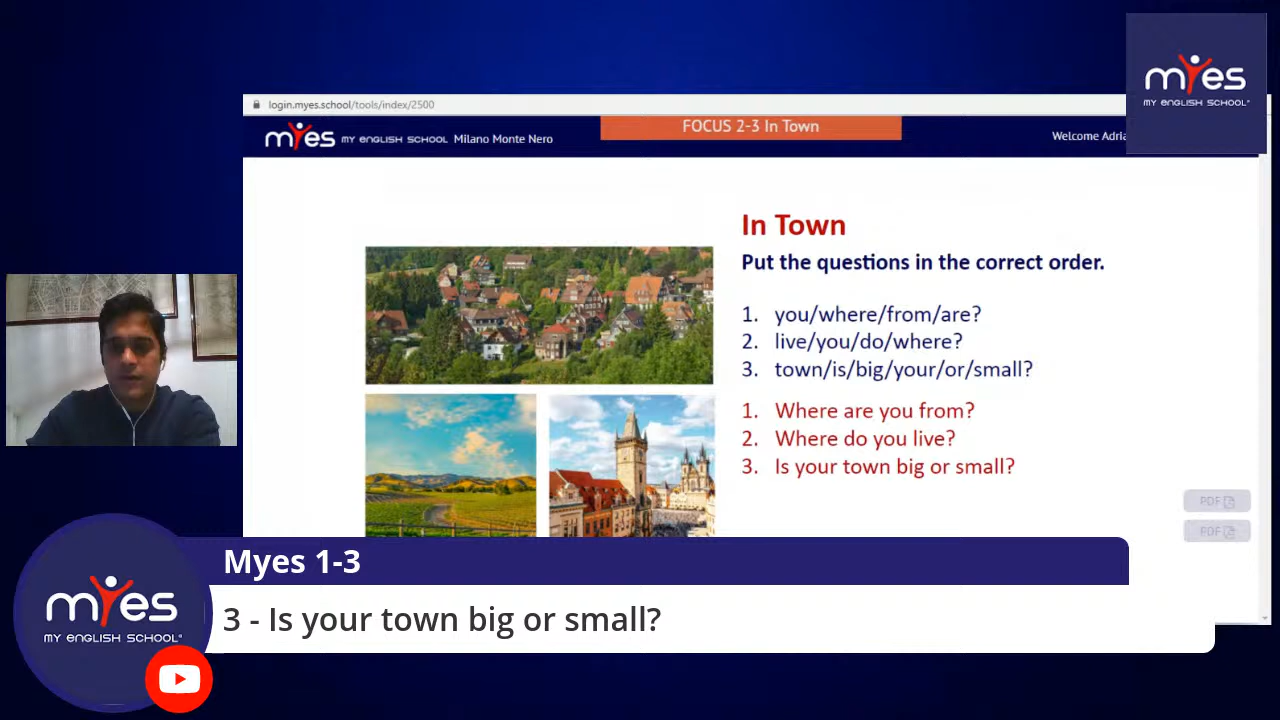 myes
MY ENGLISH SCHOOL®
login.myes.school/tools/index/2500
myes MY ENGLISH SCHOOL Milano Monte Nero
FOCUS 2-3 In Town
Welcome Adria
In Town
Put the questions in the correct order.
1. you/where/from/are?
2. live/you/do/where?
3. town/is/big/your/or/small?
1. Where are you from?
2. Where do you live?
3. Is your town big or small?
PDF
PDF
Myes 1-3
3 - Is your town big or small?
myes
MY ENGLISH SCHOOL®